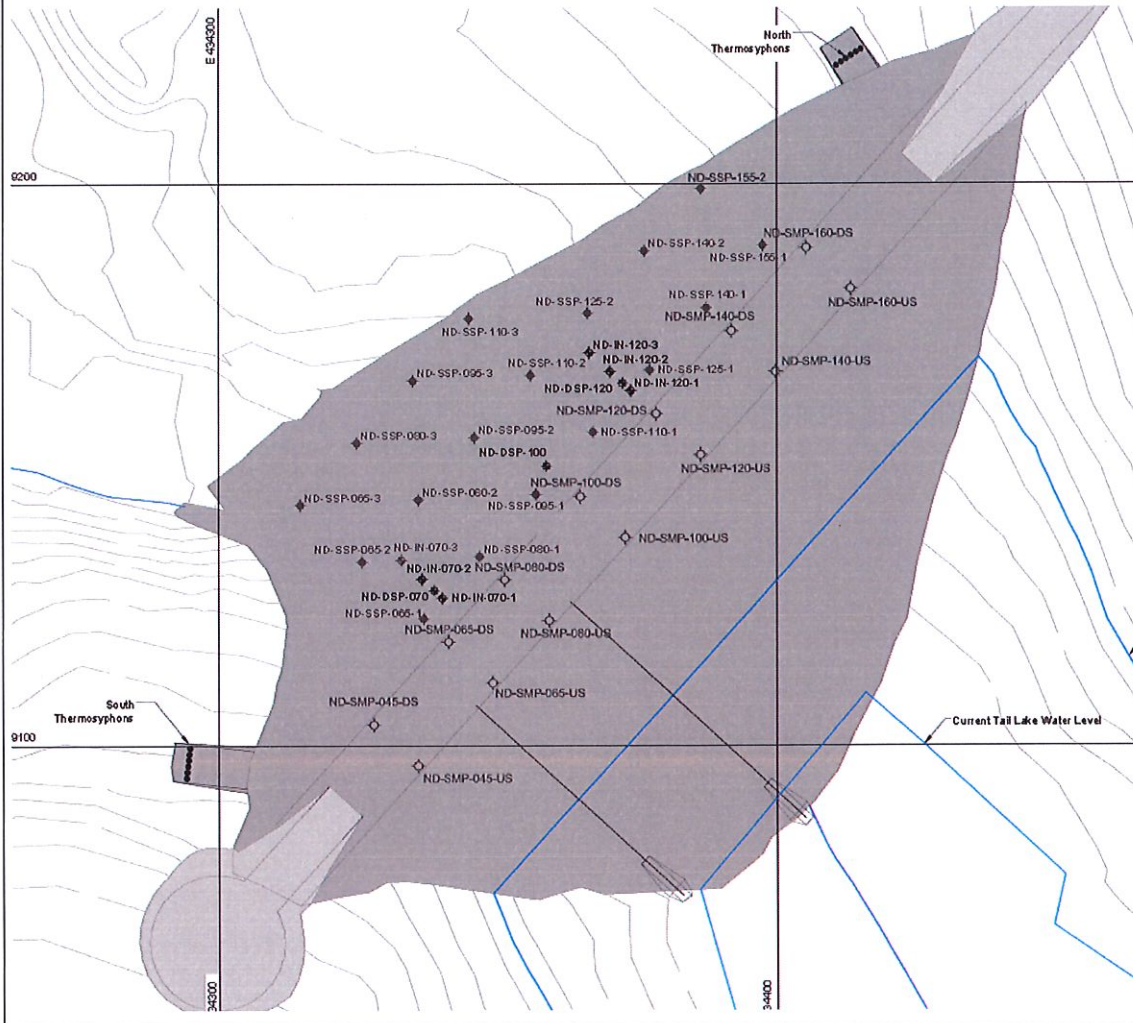 E 434300
North
Thermosyphons
9200
ND-SSP-155-2
ND-SSP-140-2
ND-SMP-160-DS
ND-SSP-155-1
ND-SMP-160-US
ND-SSP-125-2
ND-SSP-140-1
ND-SSP-110-3
ND-SMP-140-DS
ND-IN-120-3
ND-SSP-110-2
ND-IN-120-2
ND-SSP-125-1
ND-SMP-140-US
ND-SSP-095-3
ND-DSP-120
ND-IN-120-1
ND-SMP-120-DS
ND-SSP-095-2
ND-SSP-110-1
ND-SSP-080-3
ND-DSP-100
ND-SMP-120-US
ND-SMP-100-DS
ND-SSP-065-3
ND-SSP-080-2
ND-SSP-095-1
ND-SMP-100-US
ND-SSP-065-2
ND-IN-070-3
ND-SSP-080-1
ND-IN-070-2
ND-SMP-080-DS
ND-DSP-070
ND-IN-070-1
ND-SSP-065-1
ND-SMP-065-DS
ND-SMP-080-US
ND-SMP-065-US
South
Thermosyphons
ND-SMP-045-DS
Current Tail Lake Water Level
9100
ND-SMP-045-US
34300
34400